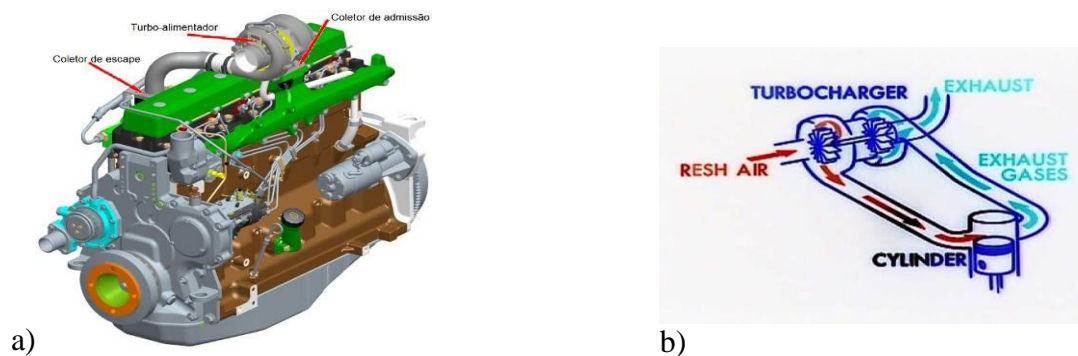 Coletor de admissão
Turbo-alimentador
Coletor de escape
a)
TURBOCHARGER
EXHAUST
RESH AIR
EXHAUST
GASES
CYLINDER
b)